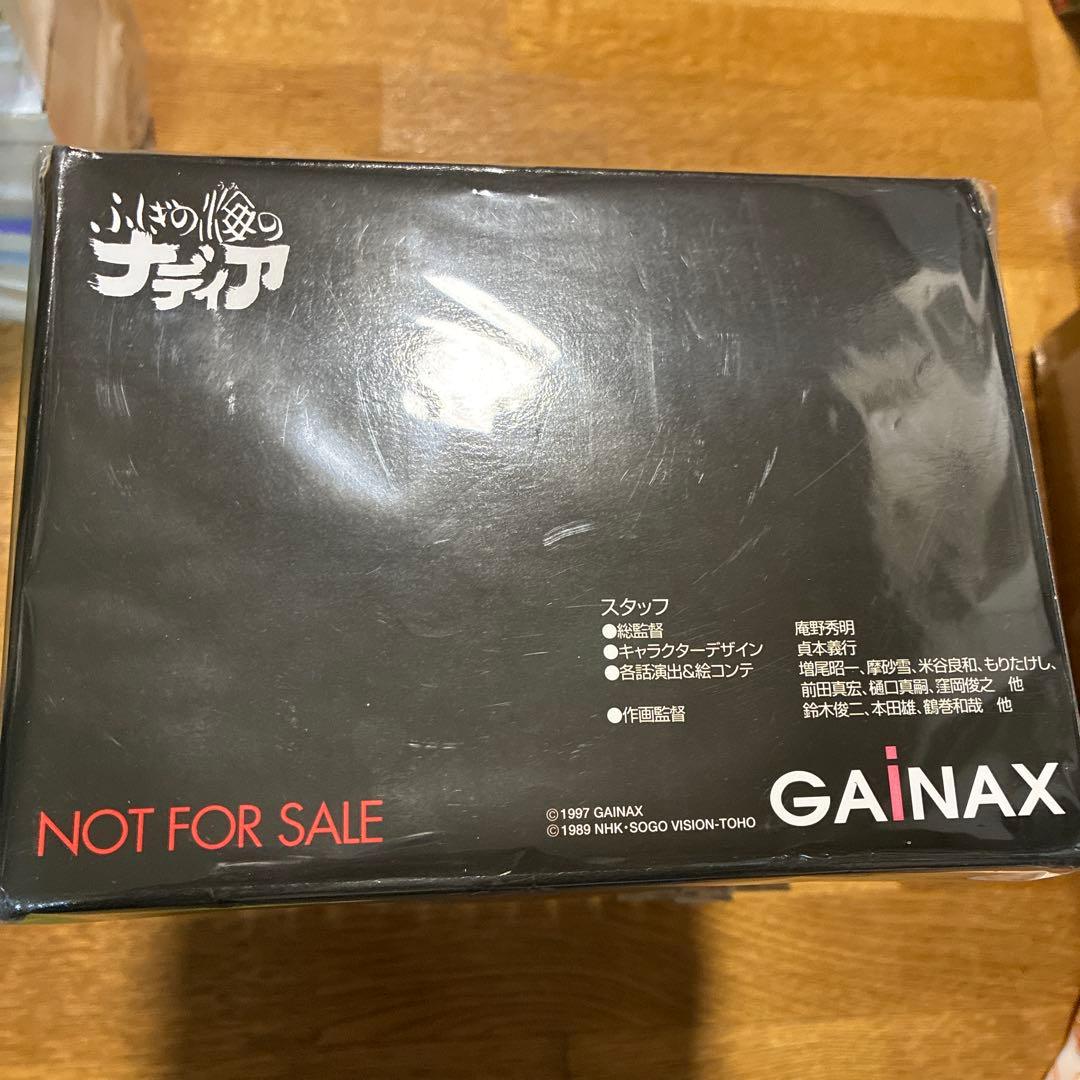 ふしぎの海の
うみ
ナディア
スタッフ
●総監督 庵野秀明
●キャラクターデザイン 貞本義行
●各話演出&絵コンテ 増尾昭一、摩砂雪、米谷良和、もりたけし、
前田真宏、樋口真嗣、窪岡俊之 他
●作画監督 鈴木俊二、本田雄、鶴巻和哉 他
NOT FOR SALE
©1997 GAINAX
©1989 NHK・SOGO VISION-TOHO
GAiNAX